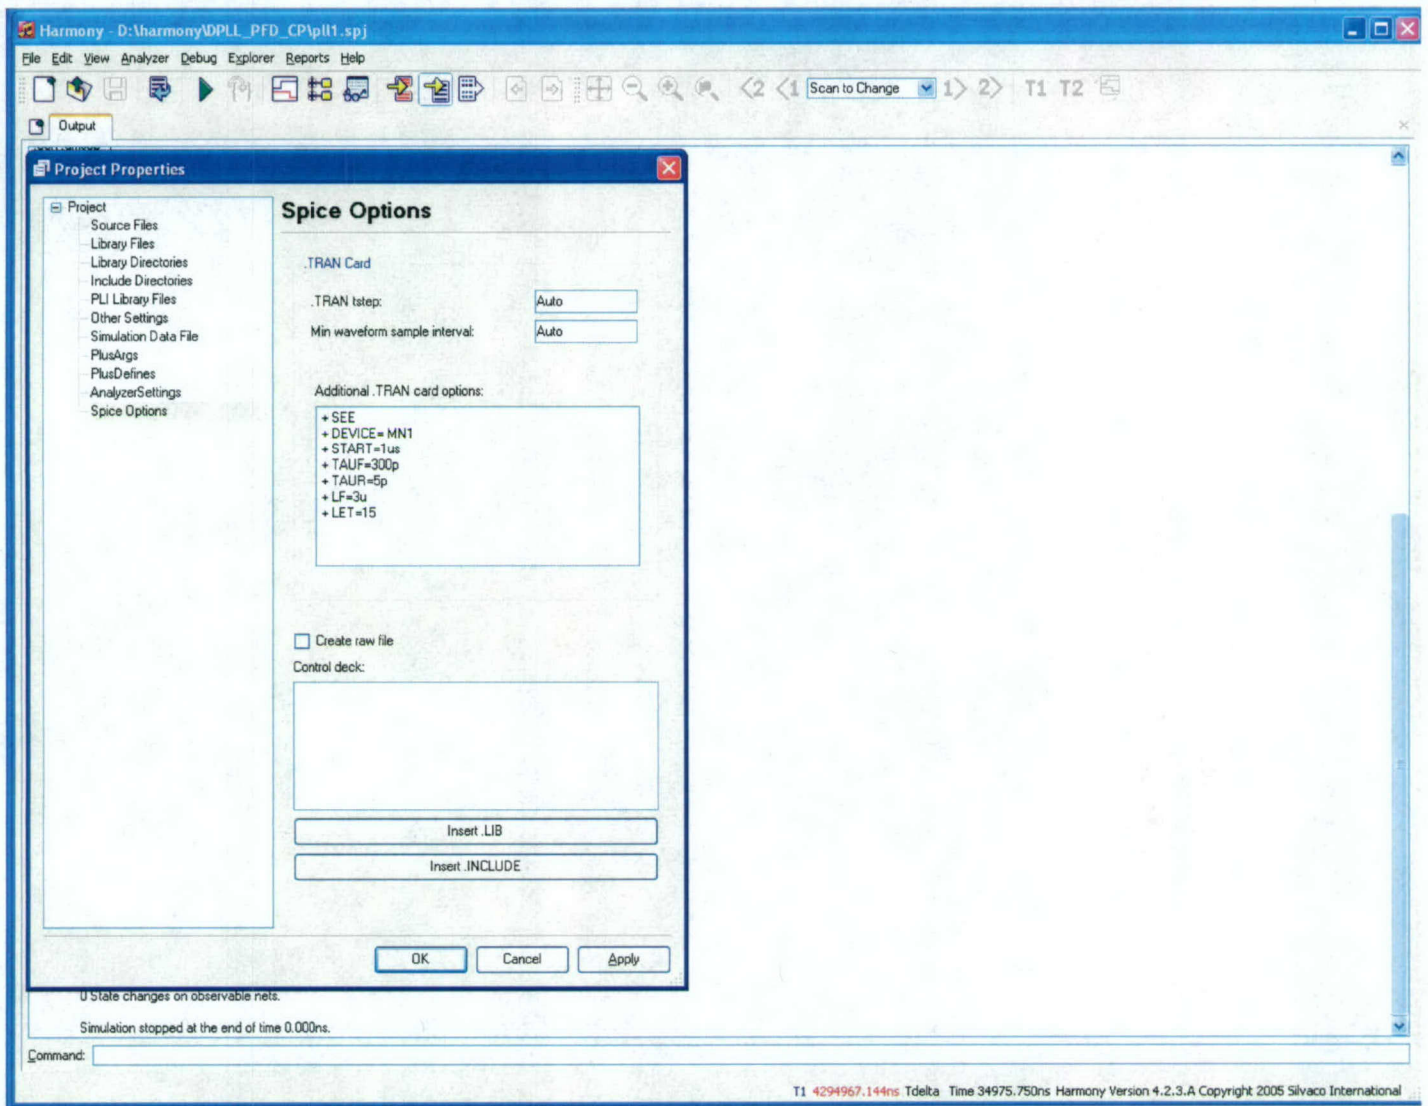 Harmony - D:\harmony\DPLL_PFD_CP\pll1.spj
File Edit View Analyzer Debug Explorer Reports Help
<2 <1 Scan to Change 1> 2> T1 T2
Output
Project Properties
Project
Source Files
Library Files
Library Directories
Include Directories
PLI Library Files
Other Settings
Simulation Data File
PlusArgs
PlusDefines
AnalyzerSettings
Spice Options
Spice Options
.TRAN Card
.TRAN tstep: Auto
Min waveform sample interval: Auto
Additional .TRAN card options:
+ SEE
+ DEVICE= MN1
+ START=1us
+ TAUF=300p
+ TAUR=5p
+ LF=3u
+ LET=15
Create raw file
Control deck:
Insert .LIB
Insert .INCLUDE
OK Cancel Apply
0 State changes on observable nets.
Simulation stopped at the end of time 0.000ns.
Command:
T1 4294967.144ns Tdelta Time 34975.750ns Harmony Version 4.2.3.A Copyright 2005 Silvaco International